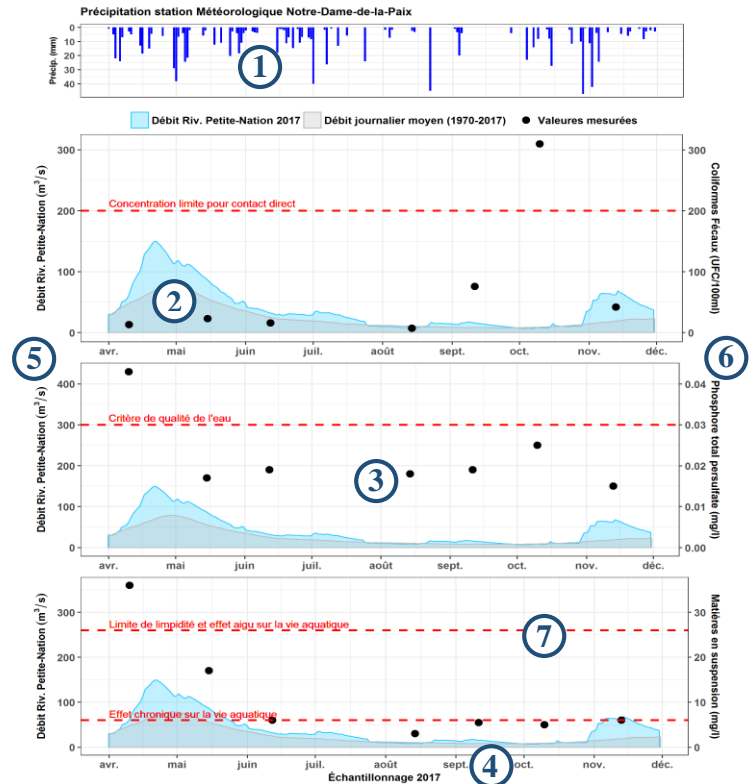 Précipitation station Météorologique Notre-Dame-de-la-Paix
Précip. (mm)
0
10
20
30
40
1
Débit Riv. Petite-Nation 2017 Débit journalier moyen (1970-2017) Valeures mesurées
Débit Riv. Petite-Nation (m³/s)
300
200
100
0
Concentration limite pour contact direct
2
300
200
100
0
Coliformes Fécaux (UFC/100ml)
avr. mai juin juil. août sept. oct. nov. déc.
5
6
Débit Riv. Petite-Nation (m³/s)
400
300
200
100
0
Critère de qualité de l'eau
3
0.04
0.03
0.02
0.01
0.00
Phosphore total persulfate (mg/l)
avr. mai juin juil. août sept. oct. nov. déc.
Débit Riv. Petite-Nation (m³/s)
300
200
100
0
Limite de limpidité et effet aigu sur la vie aquatique
7
Effet chronique sur la vie aquatique
30
20
10
0
Matières en suspension (mg/l)
avr. mai juin juil. août sept. oct. nov. déc.
4
Échantillonnage 2017